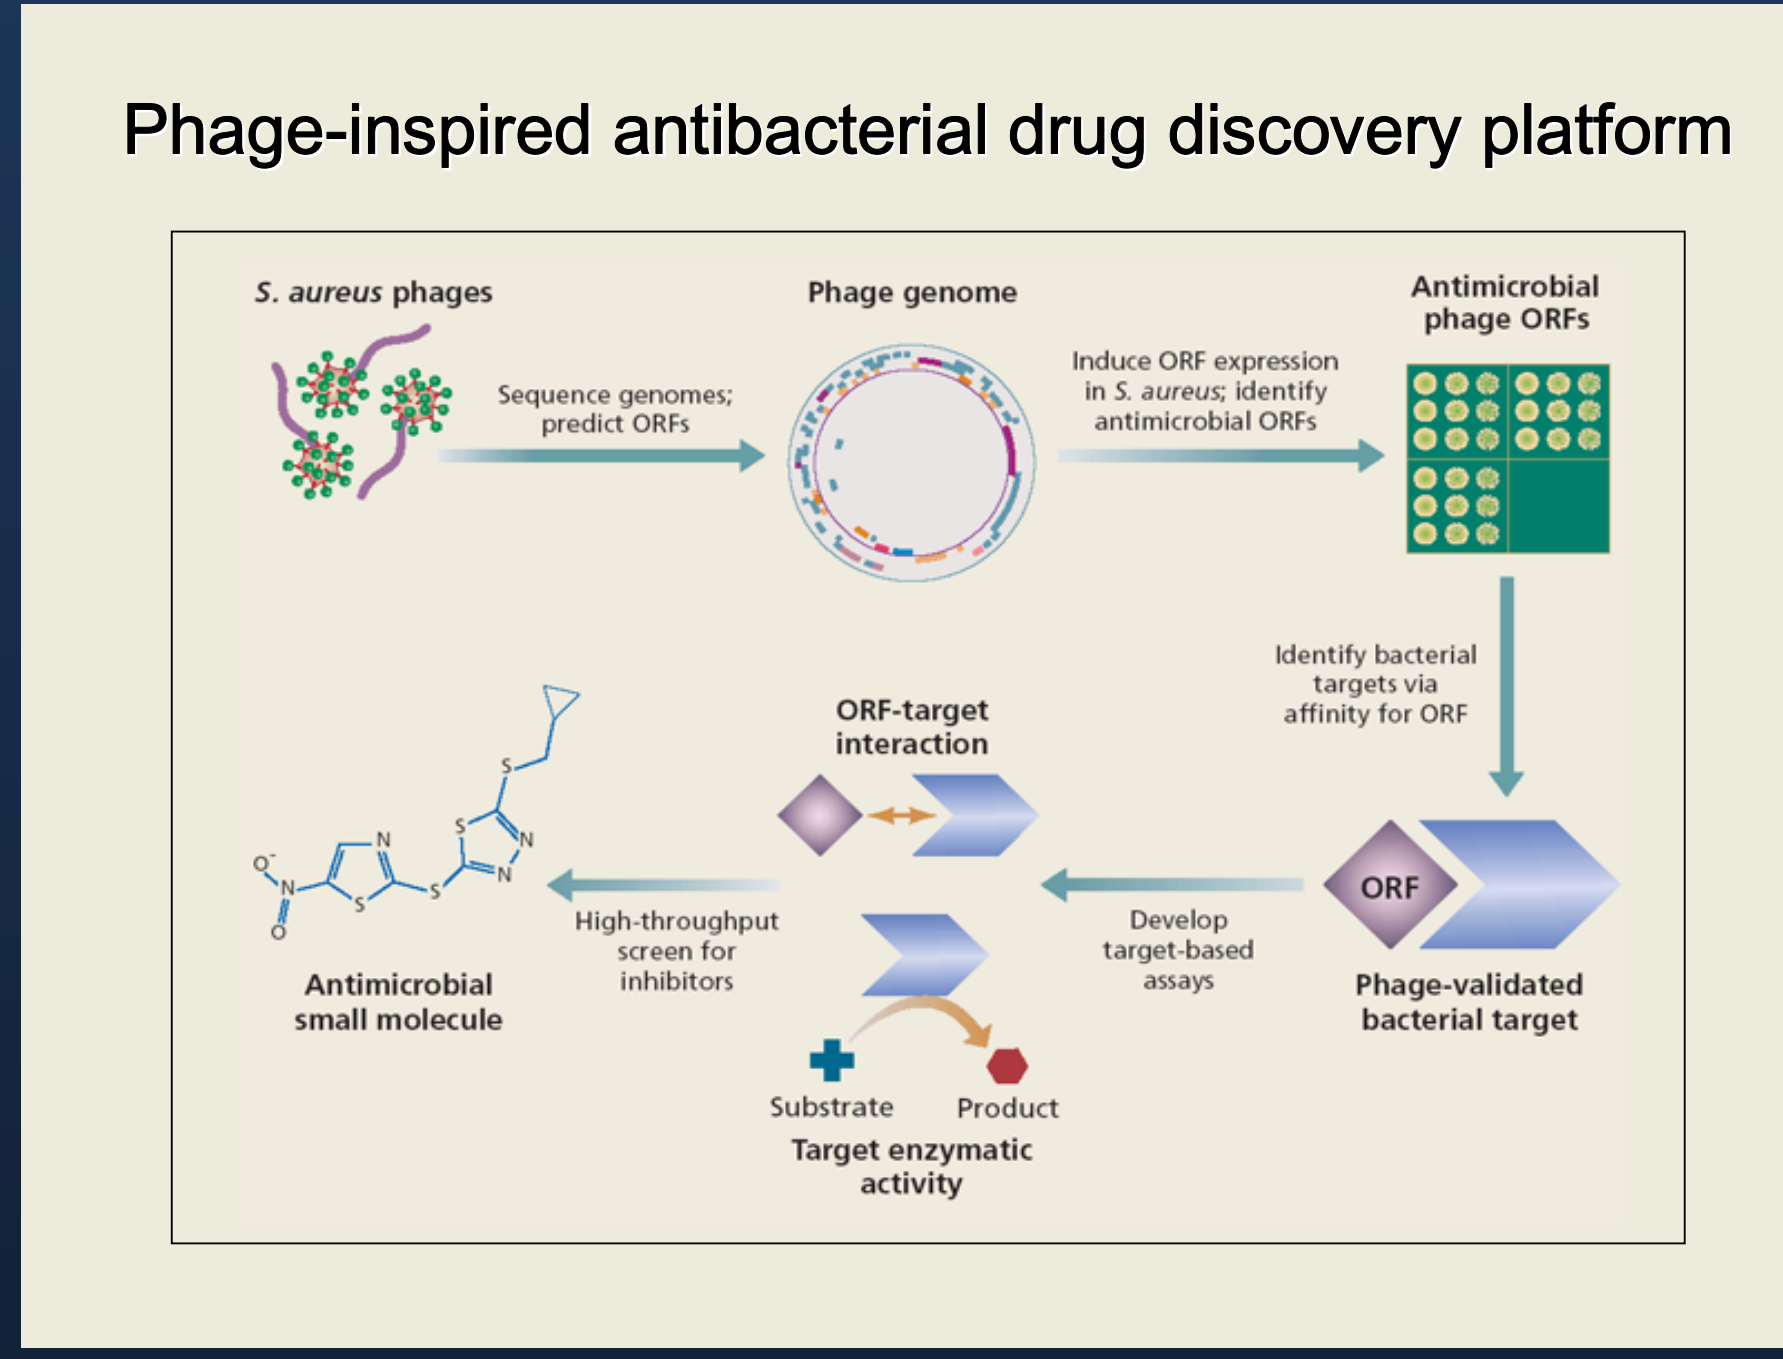 Phage-inspired antibacterial drug discovery platform
S. aureus phages
Sequence genomes;
predict ORFs
Phage genome
Induce ORF expression
in S. aureus; identify
antimicrobial ORFs
Antimicrobial
phage ORFs
Identify bacterial
targets via
affinity for ORF
ORF
Phage-validated
bacterial target
Develop
target-based
assays
ORF-target
interaction
Substrate
Product
Target enzymatic
activity
High-throughput
screen for
inhibitors
S
S
N
N
N
S
S
O-
N
O
Antimicrobial
small molecule